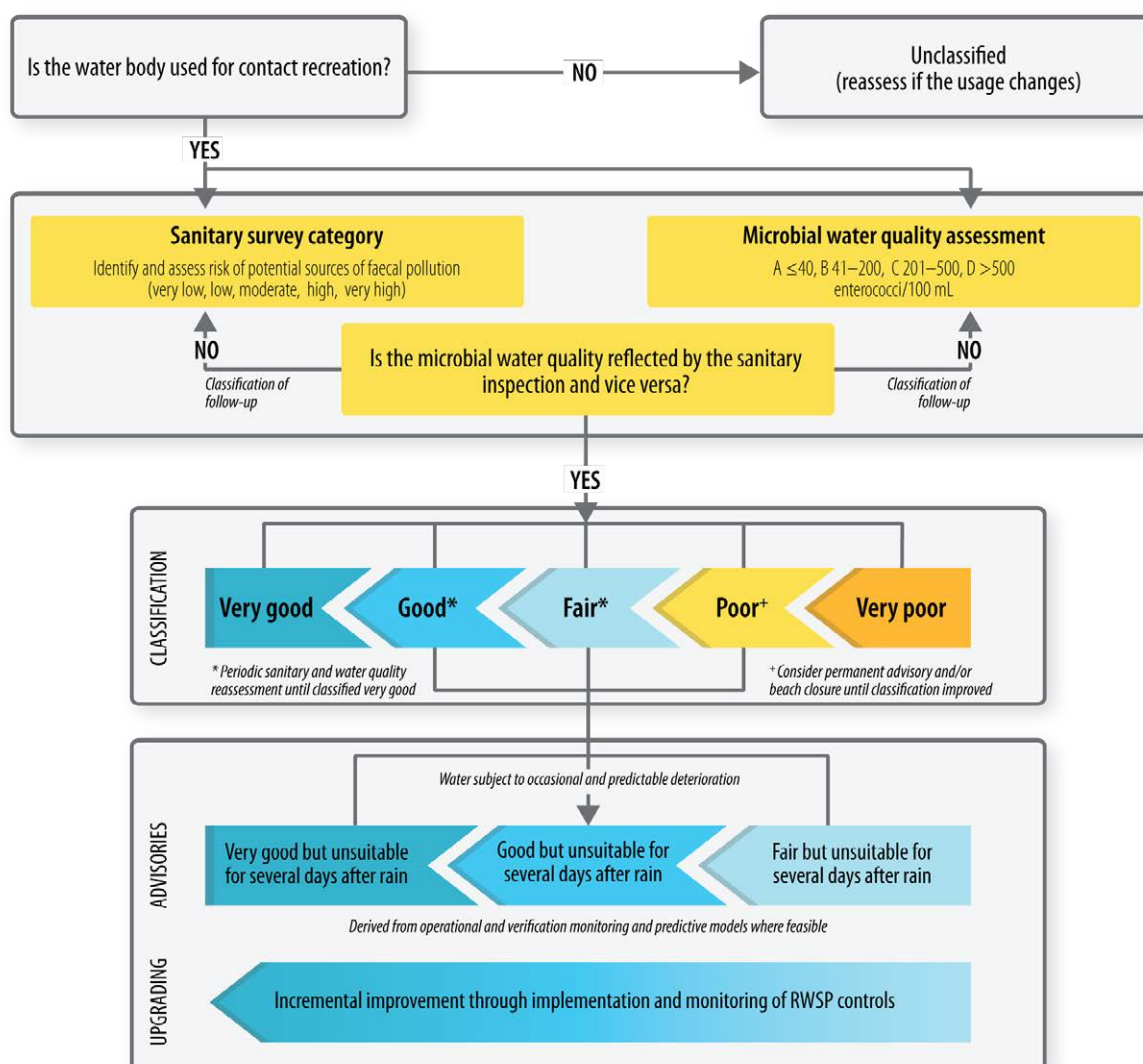 Is the water body used for contact recreation?
NO
Unclassified
(reassess if the usage changes)
YES
Sanitary survey category
Identify and assess risk of potential sources of faecal pollution
(very low, low, moderate, high, very high)
Microbial water quality assessment
A ≤40, B 41–200, C 201–500, D >500
enterococci/100 mL
NO
Classification of
follow-up
Is the microbial water quality reflected by the sanitary
inspection and vice versa?
NO
Classification of
follow-up
YES
CLASSIFICATION
Very good
Good*
Fair*
Poor⁺
Very poor
* Periodic sanitary and water quality
reassessment until classified very good
⁺ Consider permanent advisory and/or
beach closure until classification improved
ADVISORIES
Water subject to occasional and predictable deterioration
Very good but unsuitable
for several days after rain
Good but unsuitable for
several days after rain
Fair but unsuitable for
several days after rain
Derived from operational and verification monitoring and predictive models where feasible
UPGRADING
Incremental improvement through implementation and monitoring of RWSP controls